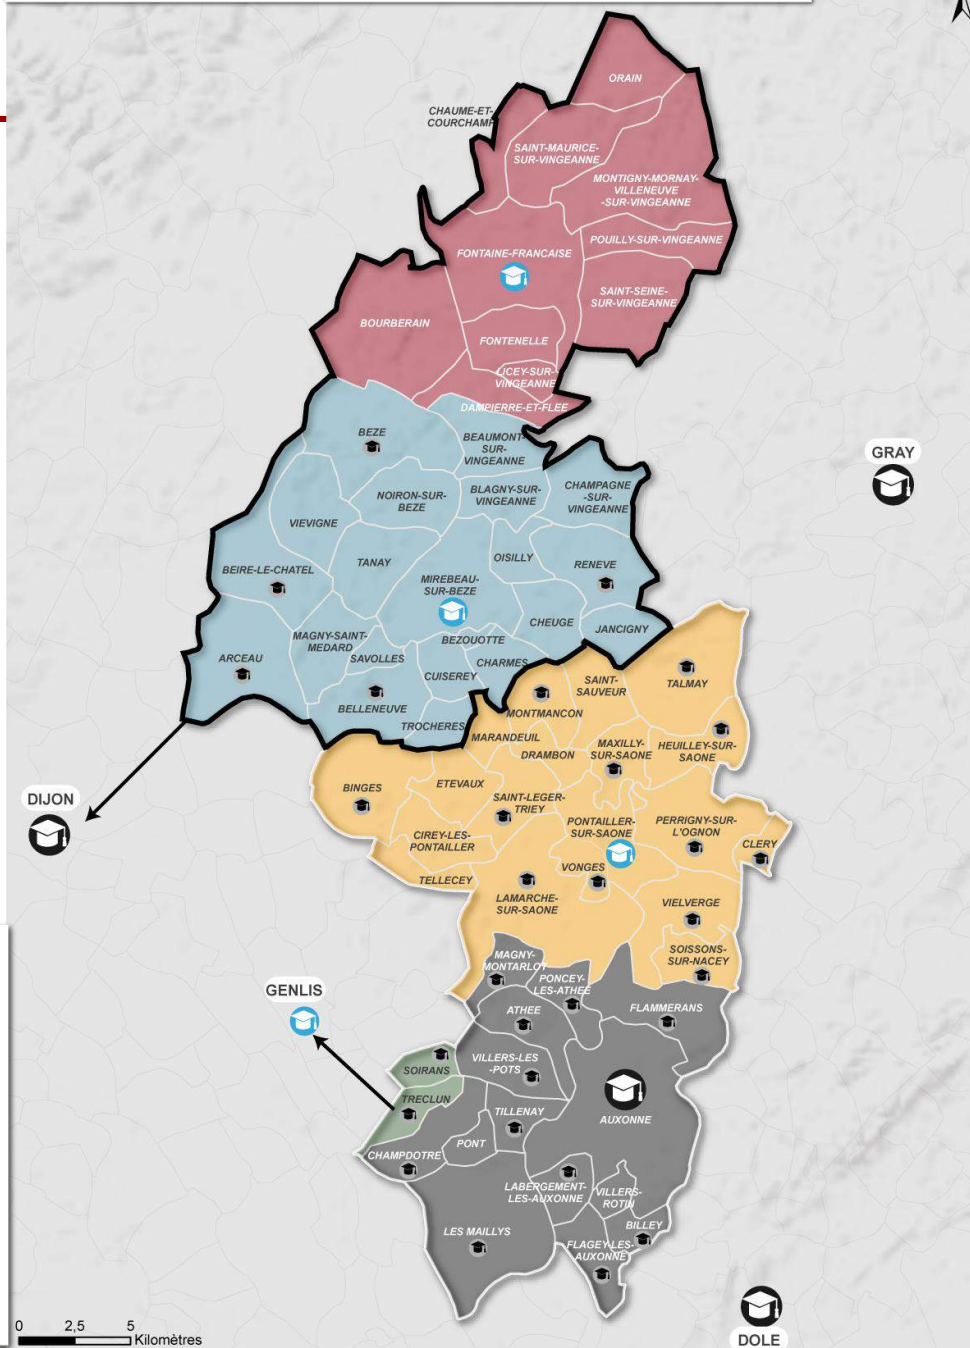 ORAIN
CHAUME-ET-
COURCHAMP
SAINT-MAURICE-
SUR-VINGEANNE
MONTIGNY-MORNAY-
VILLENEUVE
-SUR-VINGEANNE
POUILLY-SUR-VINGEANNE
FONTAINE-FRANCAISE
SAINT-SEINE-
SUR-VINGEANNE
BOURBERAIN
FONTENELLE
LICEY-SUR-
VINGEANNE
DAMPIERRE-ET-FLEE
BEZE
BEAUMONT-
SUR-
VINGEANNE
GRAY
NOIRON-SUR-
BEZE
BLAGNY-SUR-
VINGEANNE
CHAMPAGNE
-SUR-
VINGEANNE
VIEVIGNE
TANAY
OISILLY
BEIRE-LE-CHATEL
RENEVE
MIREBEAU-
SUR-BEZE
CHEUGE
JANCIGNY
MAGNY-SAINT-
MEDARD
BEZOUOTTE
ARCEAU
SAVOLLES
CUISEREY
CHARMES
SAINT-
SAUVEUR
TALMAY
BELLENEUVE
MONTMANCON
TROCHERES
MARANDEUIL
DRAMBON
MAXILLY-
SUR-SAONE
HEUILLEY-SUR-
SAONE
DIJON
BINGES
ETEVAUX
SAINT-LEGER-
TRIEY
PONTAILLER-
SUR-SAONE
PERRIGNY-SUR-
L'OGNON
CLERY
CIREY-LES-
PONTAILLER
TELLECEY
VONGES
LAMARCHE-
SUR-SAONE
VIELVERGE
SOISSONS-
SUR-NACEY
MAGNY-
MONTARLOT
PONCEY-
LES-ATHEE
GENLIS
ATHEE
FLAMMERANS
SOIRANS
VILLERS-LES
-POTS
TRECLUN
TILLENAY
AUXONNE
PONT
CHAMPDOTRE
LABERGEMENT-
LES-AUXONNE
VILLERS-
ROTIN
LES MAILLYS
BILLEY
FLAGEY-LES-
AUXONNE
DOLE
0 2,5 5
Kilomètres